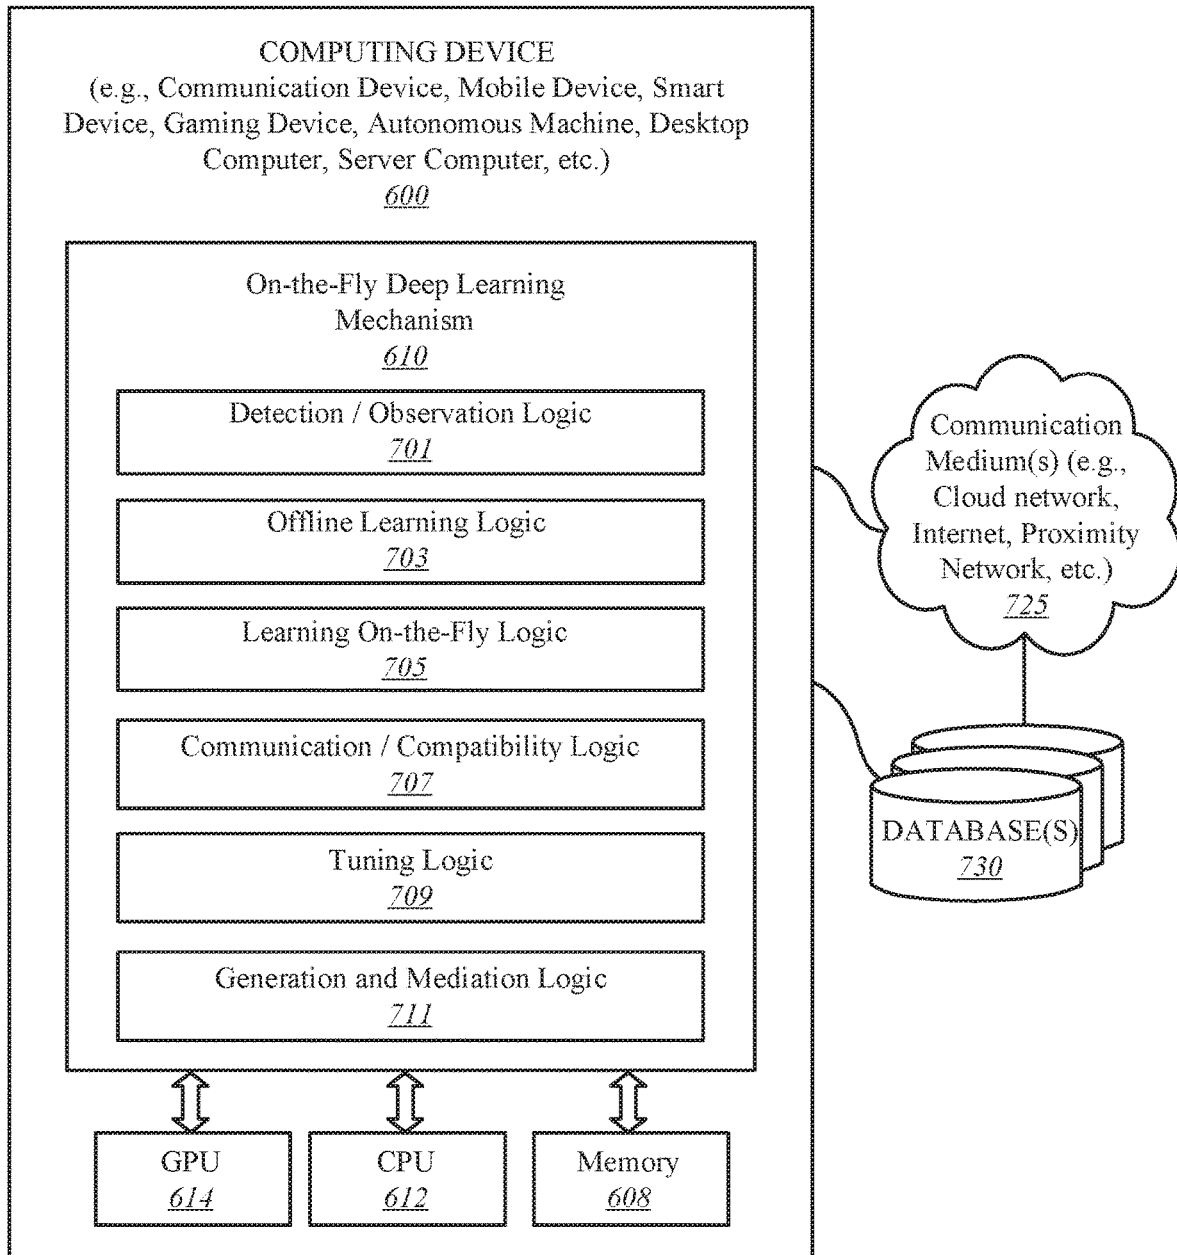 COMPUTING DEVICE
(e.g., Communication Device, Mobile Device, Smart
Device, Gaming Device, Autonomous Machine, Desktop
Computer, Server Computer, etc.)
600
On-the-Fly Deep Learning
Mechanism
610
Detection / Observation Logic
701
Offline Learning Logic
703
Learning On-the-Fly Logic
705
Communication / Compatibility Logic
707
Tuning Logic
709
Generation and Mediation Logic
711
GPU
614
CPU
612
Memory
608
Communication
Medium(s) (e.g.,
Cloud network,
Internet, Proximity
Network, etc.)
725
DATABASE(S)
730